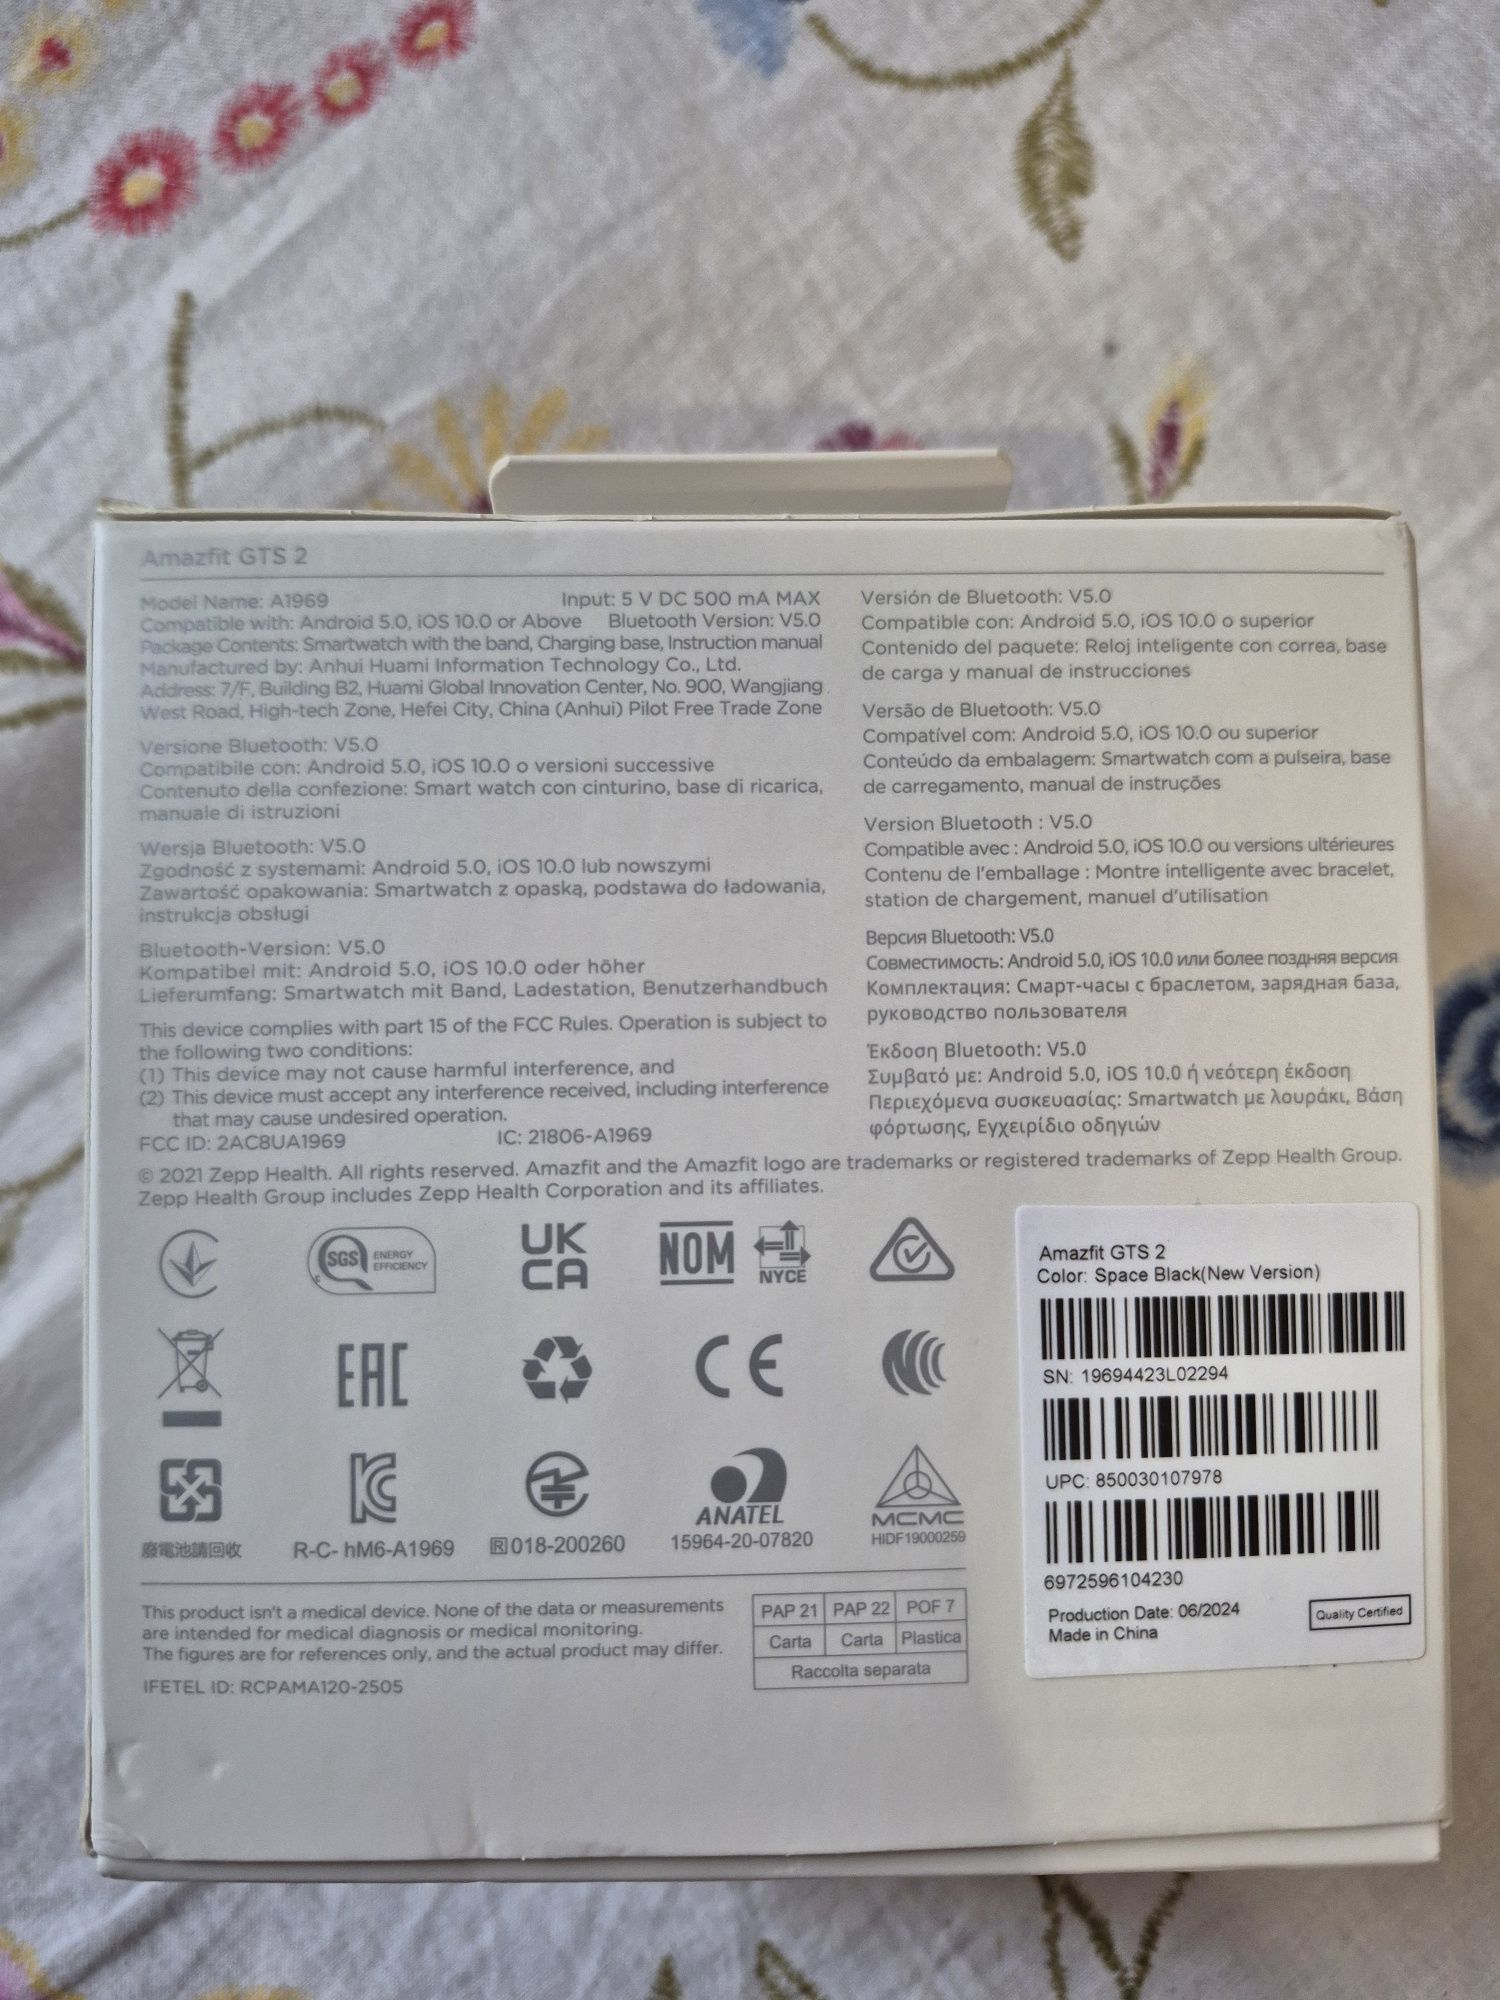 Amazfit GTS 2
Model Name: A1969 Input: 5 V DC 500 mA MAX
Compatible with: Android 5.0, iOS 10.0 or Above Bluetooth Version: V5.0
Package Contents: Smartwatch with the band, Charging base, Instruction manual
Manufactured by: Anhui Huami Information Technology Co., Ltd.
Address: 7/F, Building B2, Huami Global Innovation Center, No. 900, Wangjiang
West Road, High-tech Zone, Hefei City, China (Anhui) Pilot Free Trade Zone
Versione Bluetooth: V5.0
Compatibile con: Android 5.0, iOS 10.0 o versioni successive
Contenuto della confezione: Smart watch con cinturino, base di ricarica,
manuale di istruzioni
Wersja Bluetooth: V5.0
Zgodność z systemami: Android 5.0, iOS 10.0 lub nowszymi
Zawartość opakowania: Smartwatch z opaską, podstawa do ładowania,
instrukcja obsługi
Bluetooth-Version: V5.0
Kompatibel mit: Android 5.0, iOS 10.0 oder höher
Lieferumfang: Smartwatch mit Band, Ladestation, Benutzerhandbuch
This device complies with part 15 of the FCC Rules. Operation is subject to
the following two conditions:
(1) This device may not cause harmful interference, and
(2) This device must accept any interference received, including interference
that may cause undesired operation.
FCC ID: 2AC8UA1969 IC: 21806-A1969
Versión de Bluetooth: V5.0
Compatible con: Android 5.0, iOS 10.0 o superior
Contenido del paquete: Reloj inteligente con correa, base
de carga y manual de instrucciones
Versão de Bluetooth: V5.0
Compatível com: Android 5.0, iOS 10.0 ou superior
Conteúdo da embalagem: Smartwatch com a pulseira, base
de carregamento, manual de instruções
Version Bluetooth : V5.0
Compatible avec : Android 5.0, iOS 10.0 ou versions ultérieures
Contenu de l'emballage : Montre intelligente avec bracelet,
station de chargement, manuel d'utilisation
Версия Bluetooth: V5.0
Совместимость: Android 5.0, iOS 10.0 или более поздняя версия
Комплектация: Смарт-часы с браслетом, зарядная база,
руководство пользователя
Έκδοση Bluetooth: V5.0
Συμβατό με: Android 5.0, iOS 10.0 ή νεότερη έκδοση
Περιεχόμενα συσκευασίας: Smartwatch με λουράκι, Βάση
φόρτωσης, Εγχειρίδιο οδηγιών
© 2021 Zepp Health. All rights reserved. Amazfit and the Amazfit logo are trademarks or registered trademarks of Zepp Health Group.
Zepp Health Group includes Zepp Health Corporation and its affiliates.
SGS ENERGY
EFFICIENCY
C
UK
CA
NOM
NYCE
EAC
CE
廢電池請回收
R-C- hM6-A1969
R 018-200260
ANATEL
15964-20-07820
MCMC
HIDF19000259
This product isn't a medical device. None of the data or measurements
are intended for medical diagnosis or medical monitoring.
The figures are for references only, and the actual product may differ.
IFETEL ID: RCPAMA120-2505
PAP 21 PAP 22 POF 7
Carta Carta Plastica
Raccolta separata
Amazfit GTS 2
Color: Space Black(New Version)
SN: 19694423L02294
UPC: 850030107978
6972596104230
Production Date: 06/2024
Made in China
Quality Certified